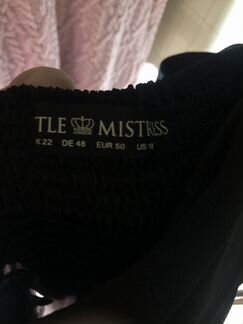 TLE MISTRESS
K 22 DE 48 EUR 50 US 18